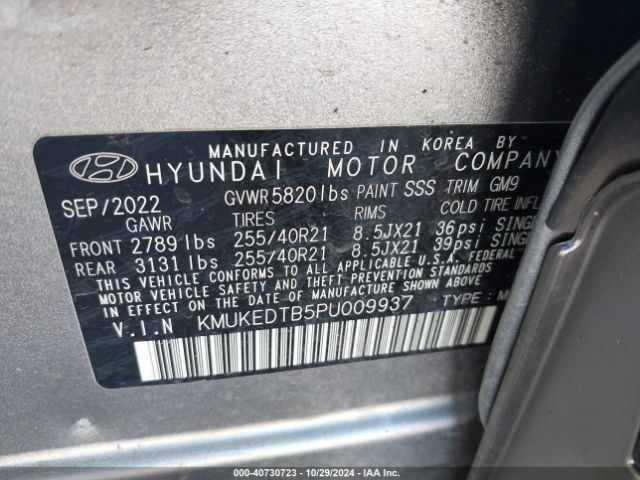 MANUFACTURED IN KOREA BY
HYUNDAI MOTOR COMPANY
SEP/2022 GVWR 5820lbs PAINT SSS TRIM GM9
GAWR TIRES RIMS COLD TIRE INFL
FRONT 2789lbs 255/40R21 8.5JX21 36psi SINGL
REAR 3131lbs 255/40R21 8.5JX21 39psi SINGL
THIS VEHICLE CONFORMS TO ALL APPLICABLE U.S.A. FEDERAL
MOTOR VEHICLE SAFETY STANDARDS IN EFFECT ON THE
DATE OF MANUFACTURE SHOWN ABOVE.
V.I.N KMUKEDTB5PU009937 TYPE: M
000-40730723 - 10/29/2024 - IAA Inc.